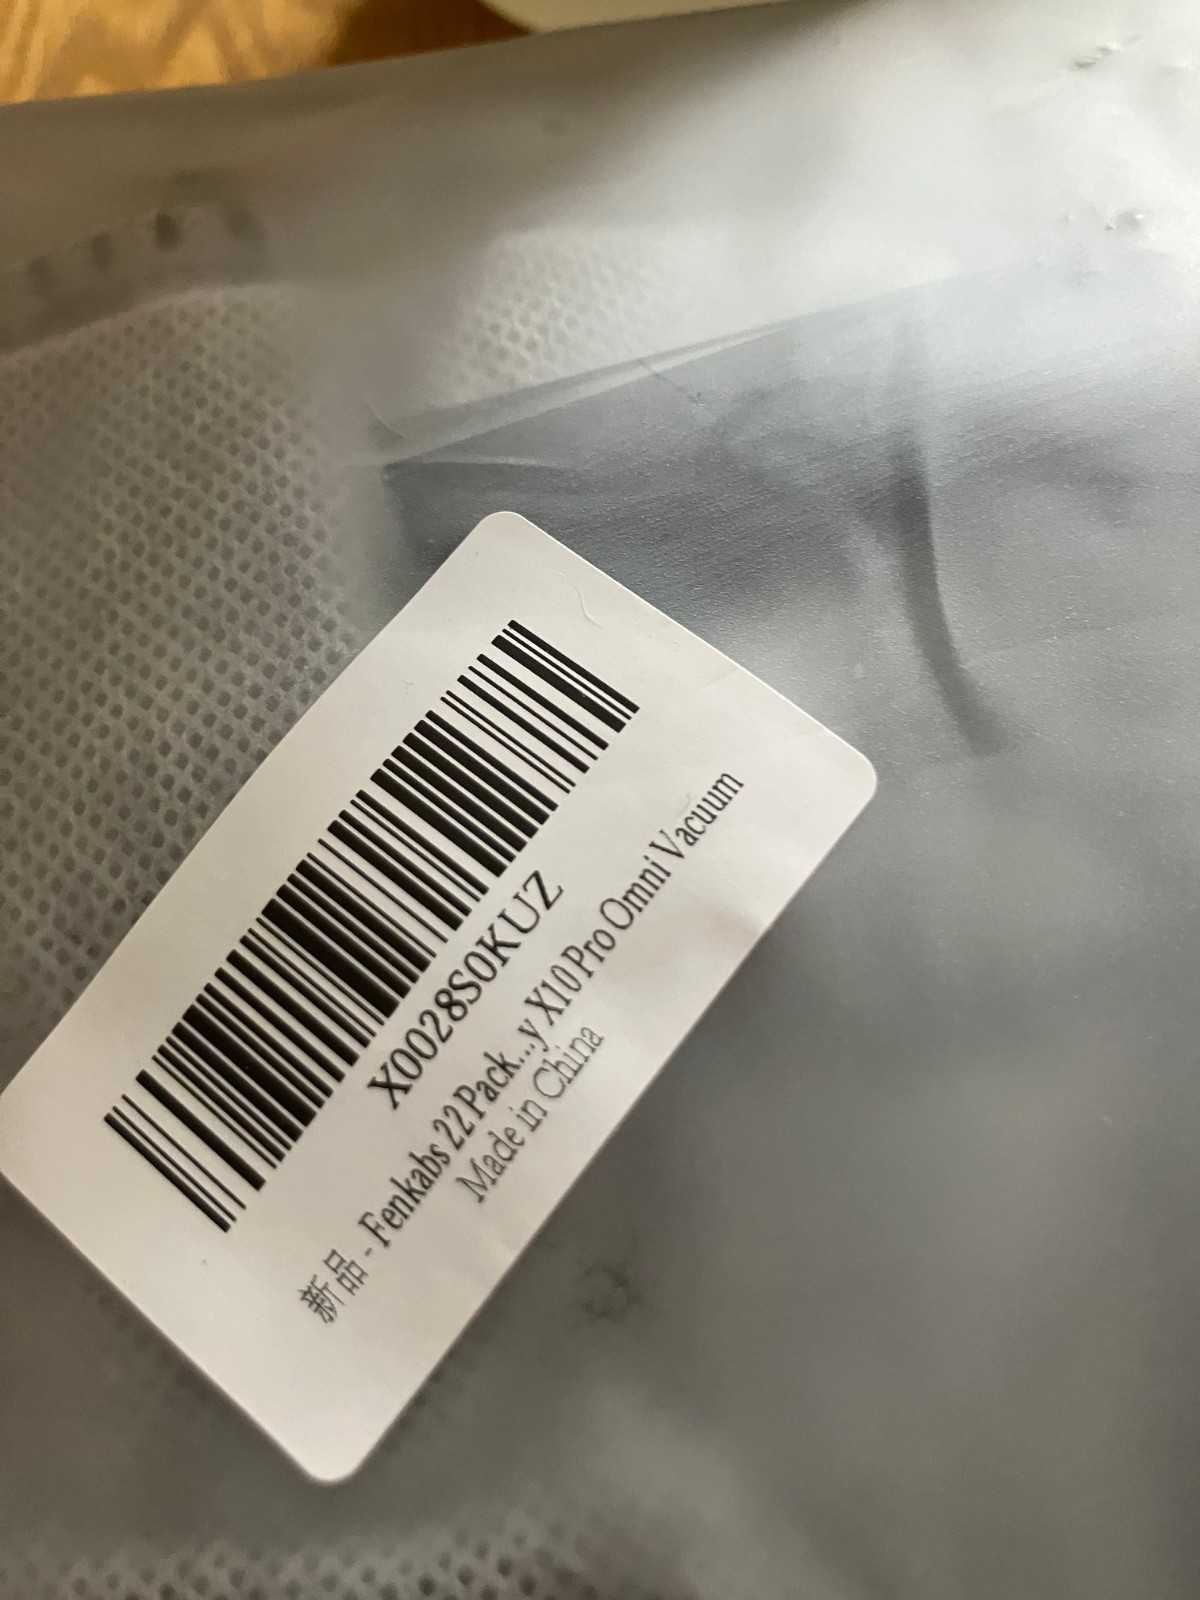 X0028S0KUZ
新品 - Fenkabs 22 Pack...y X10 Pro Omni Vacuum
Made in China